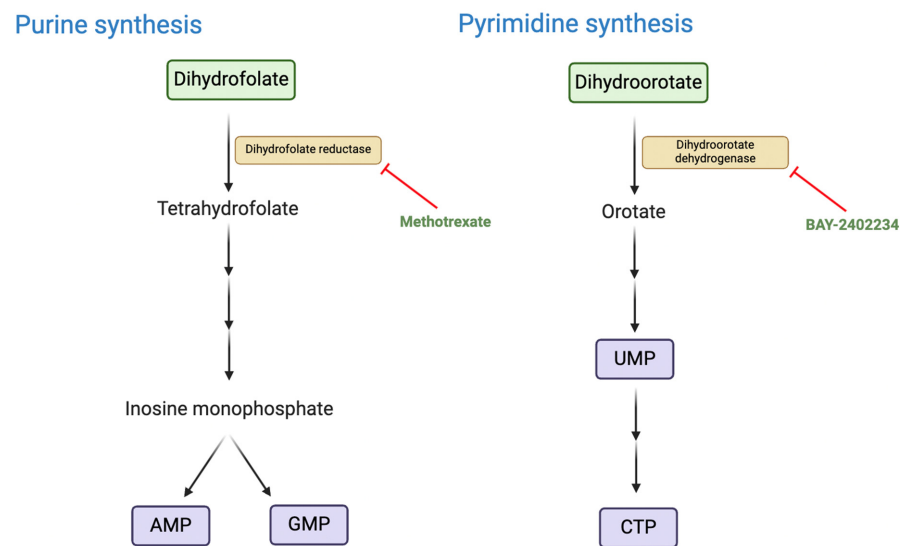 Purine synthesis
Dihydrofolate
Dihydrofolate reductase
Tetrahydrofolate
Methotrexate
Inosine monophosphate
AMP
GMP
Pyrimidine synthesis
Dihydroorotate
Dihydroorotate
dehydrogenase
Orotate
BAY-2402234
UMP
CTP